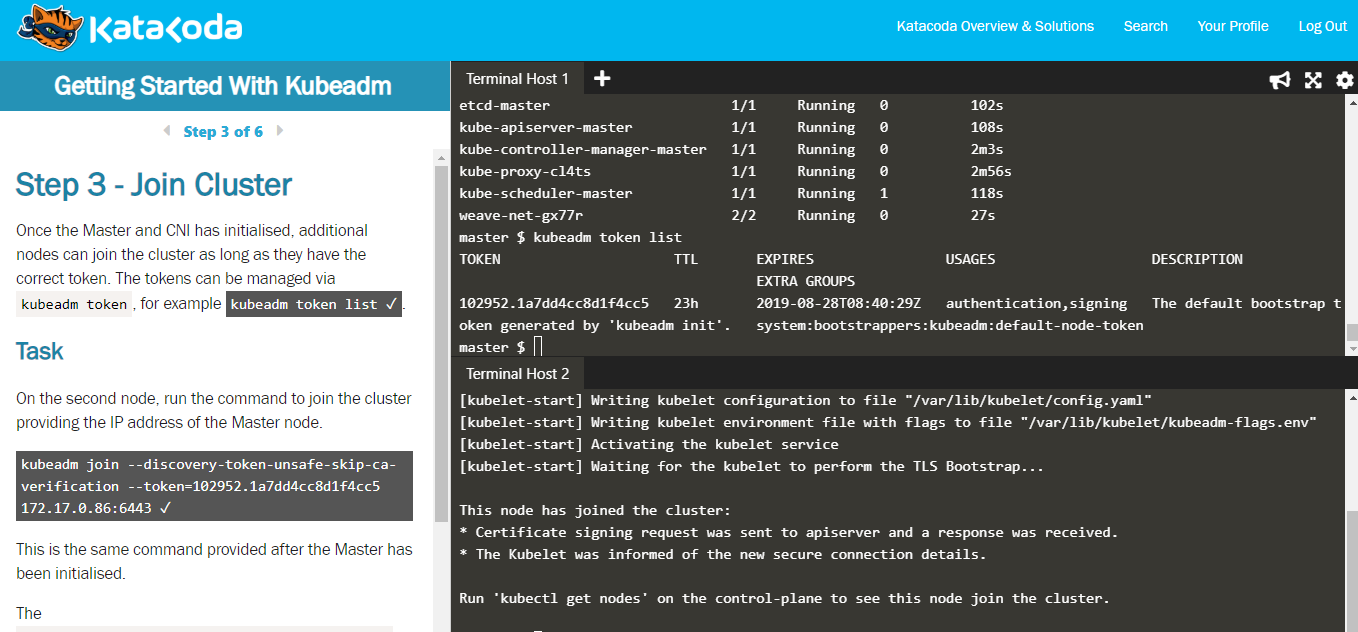 Katacoda
Katacoda Overview & Solutions Search Your Profile Log Out
Getting Started With Kubeadm
Step 3 of 6
Step 3 - Join Cluster
Once the Master and CNI has initialised, additional
nodes can join the cluster as long as they have the
correct token. The tokens can be managed via
kubeadm token , for example kubeadm token list ✓ .
Task
On the second node, run the command to join the cluster
providing the IP address of the Master node.
kubeadm join --discovery-token-unsafe-skip-ca-
verification --token=102952.1a7dd4cc8d1f4cc5
172.17.0.86:6443 ✓
This is the same command provided after the Master has
been initialised.
The
Terminal Host 1 +
etcd-master 1/1 Running 0 102s
kube-apiserver-master 1/1 Running 0 108s
kube-controller-manager-master 1/1 Running 0 2m3s
kube-proxy-cl4ts 1/1 Running 0 2m56s
kube-scheduler-master 1/1 Running 1 118s
weave-net-gx77r 2/2 Running 0 27s
master $ kubeadm token list
TOKEN TTL EXPIRES USAGES DESCRIPTION
EXTRA GROUPS
102952.1a7dd4cc8d1f4cc5 23h 2019-08-28T08:40:29Z authentication,signing The default bootstrap t
oken generated by 'kubeadm init'. system:bootstrappers:kubeadm:default-node-token
master $
Terminal Host 2
[kubelet-start] Writing kubelet configuration to file "/var/lib/kubelet/config.yaml"
[kubelet-start] Writing kubelet environment file with flags to file "/var/lib/kubelet/kubeadm-flags.env"
[kubelet-start] Activating the kubelet service
[kubelet-start] Waiting for the kubelet to perform the TLS Bootstrap...
This node has joined the cluster:
* Certificate signing request was sent to apiserver and a response was received.
* The Kubelet was informed of the new secure connection details.
Run 'kubectl get nodes' on the control-plane to see this node join the cluster.